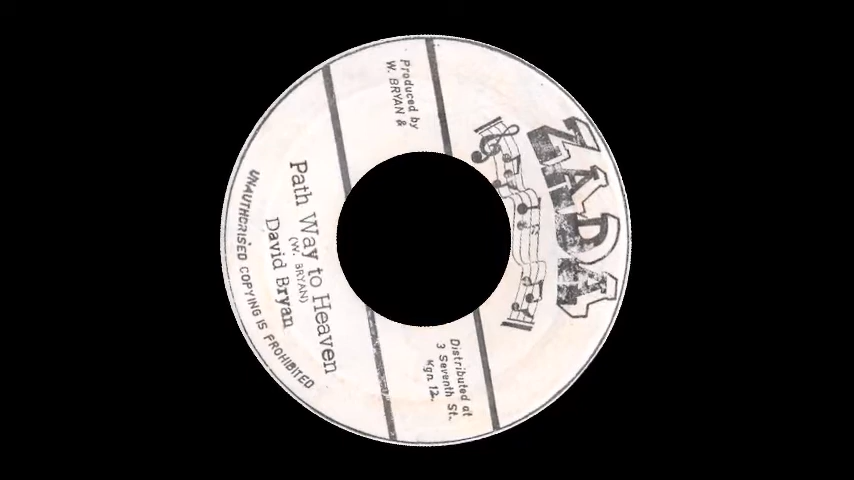 ZADA
Produced by
W. BRYAN &
Distributed at
3 Seventh St.
Kgn. 12.
Path Way to Heaven
(W. BRYAN)
David Bryan
UNAUTHORISED COPYING IS PROHIBITED